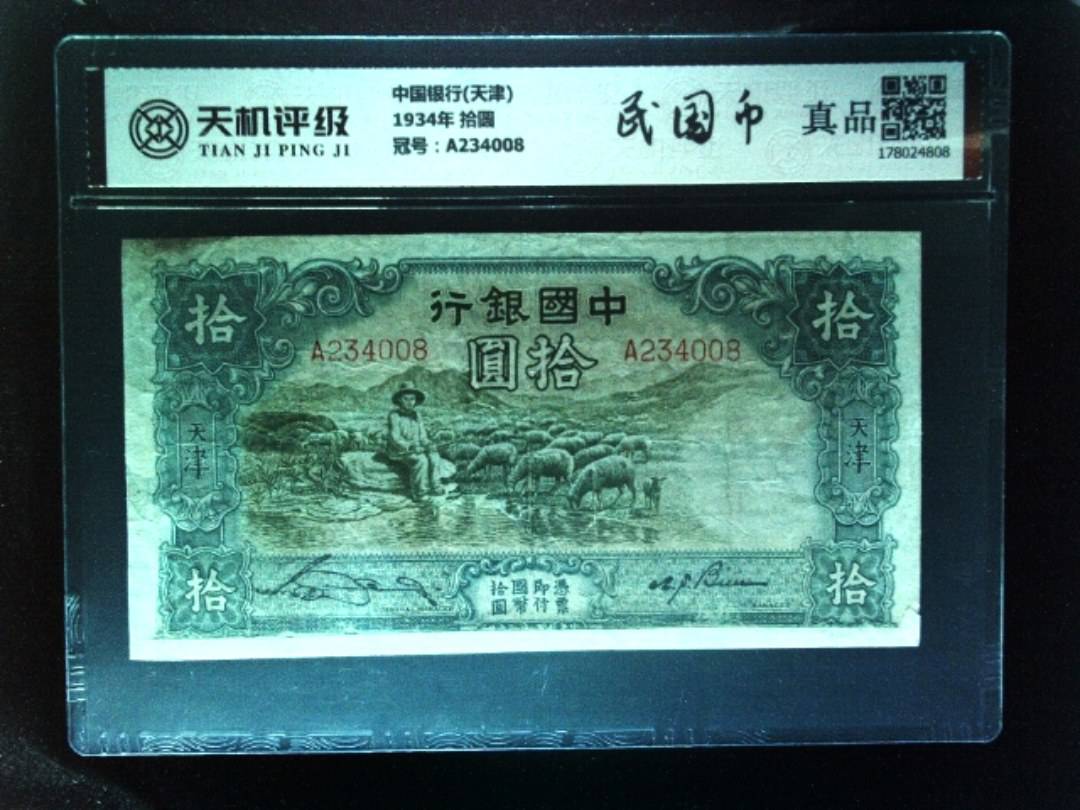 天机评级
TIAN JI PING JI
中国银行(天津)
1934年 拾圆
冠号：A234008
民国币
真品
178024808
行銀國中
圓拾
A234008
A234008
拾
拾
天津
天津
拾
拾
憑票
即付
國幣
拾圓